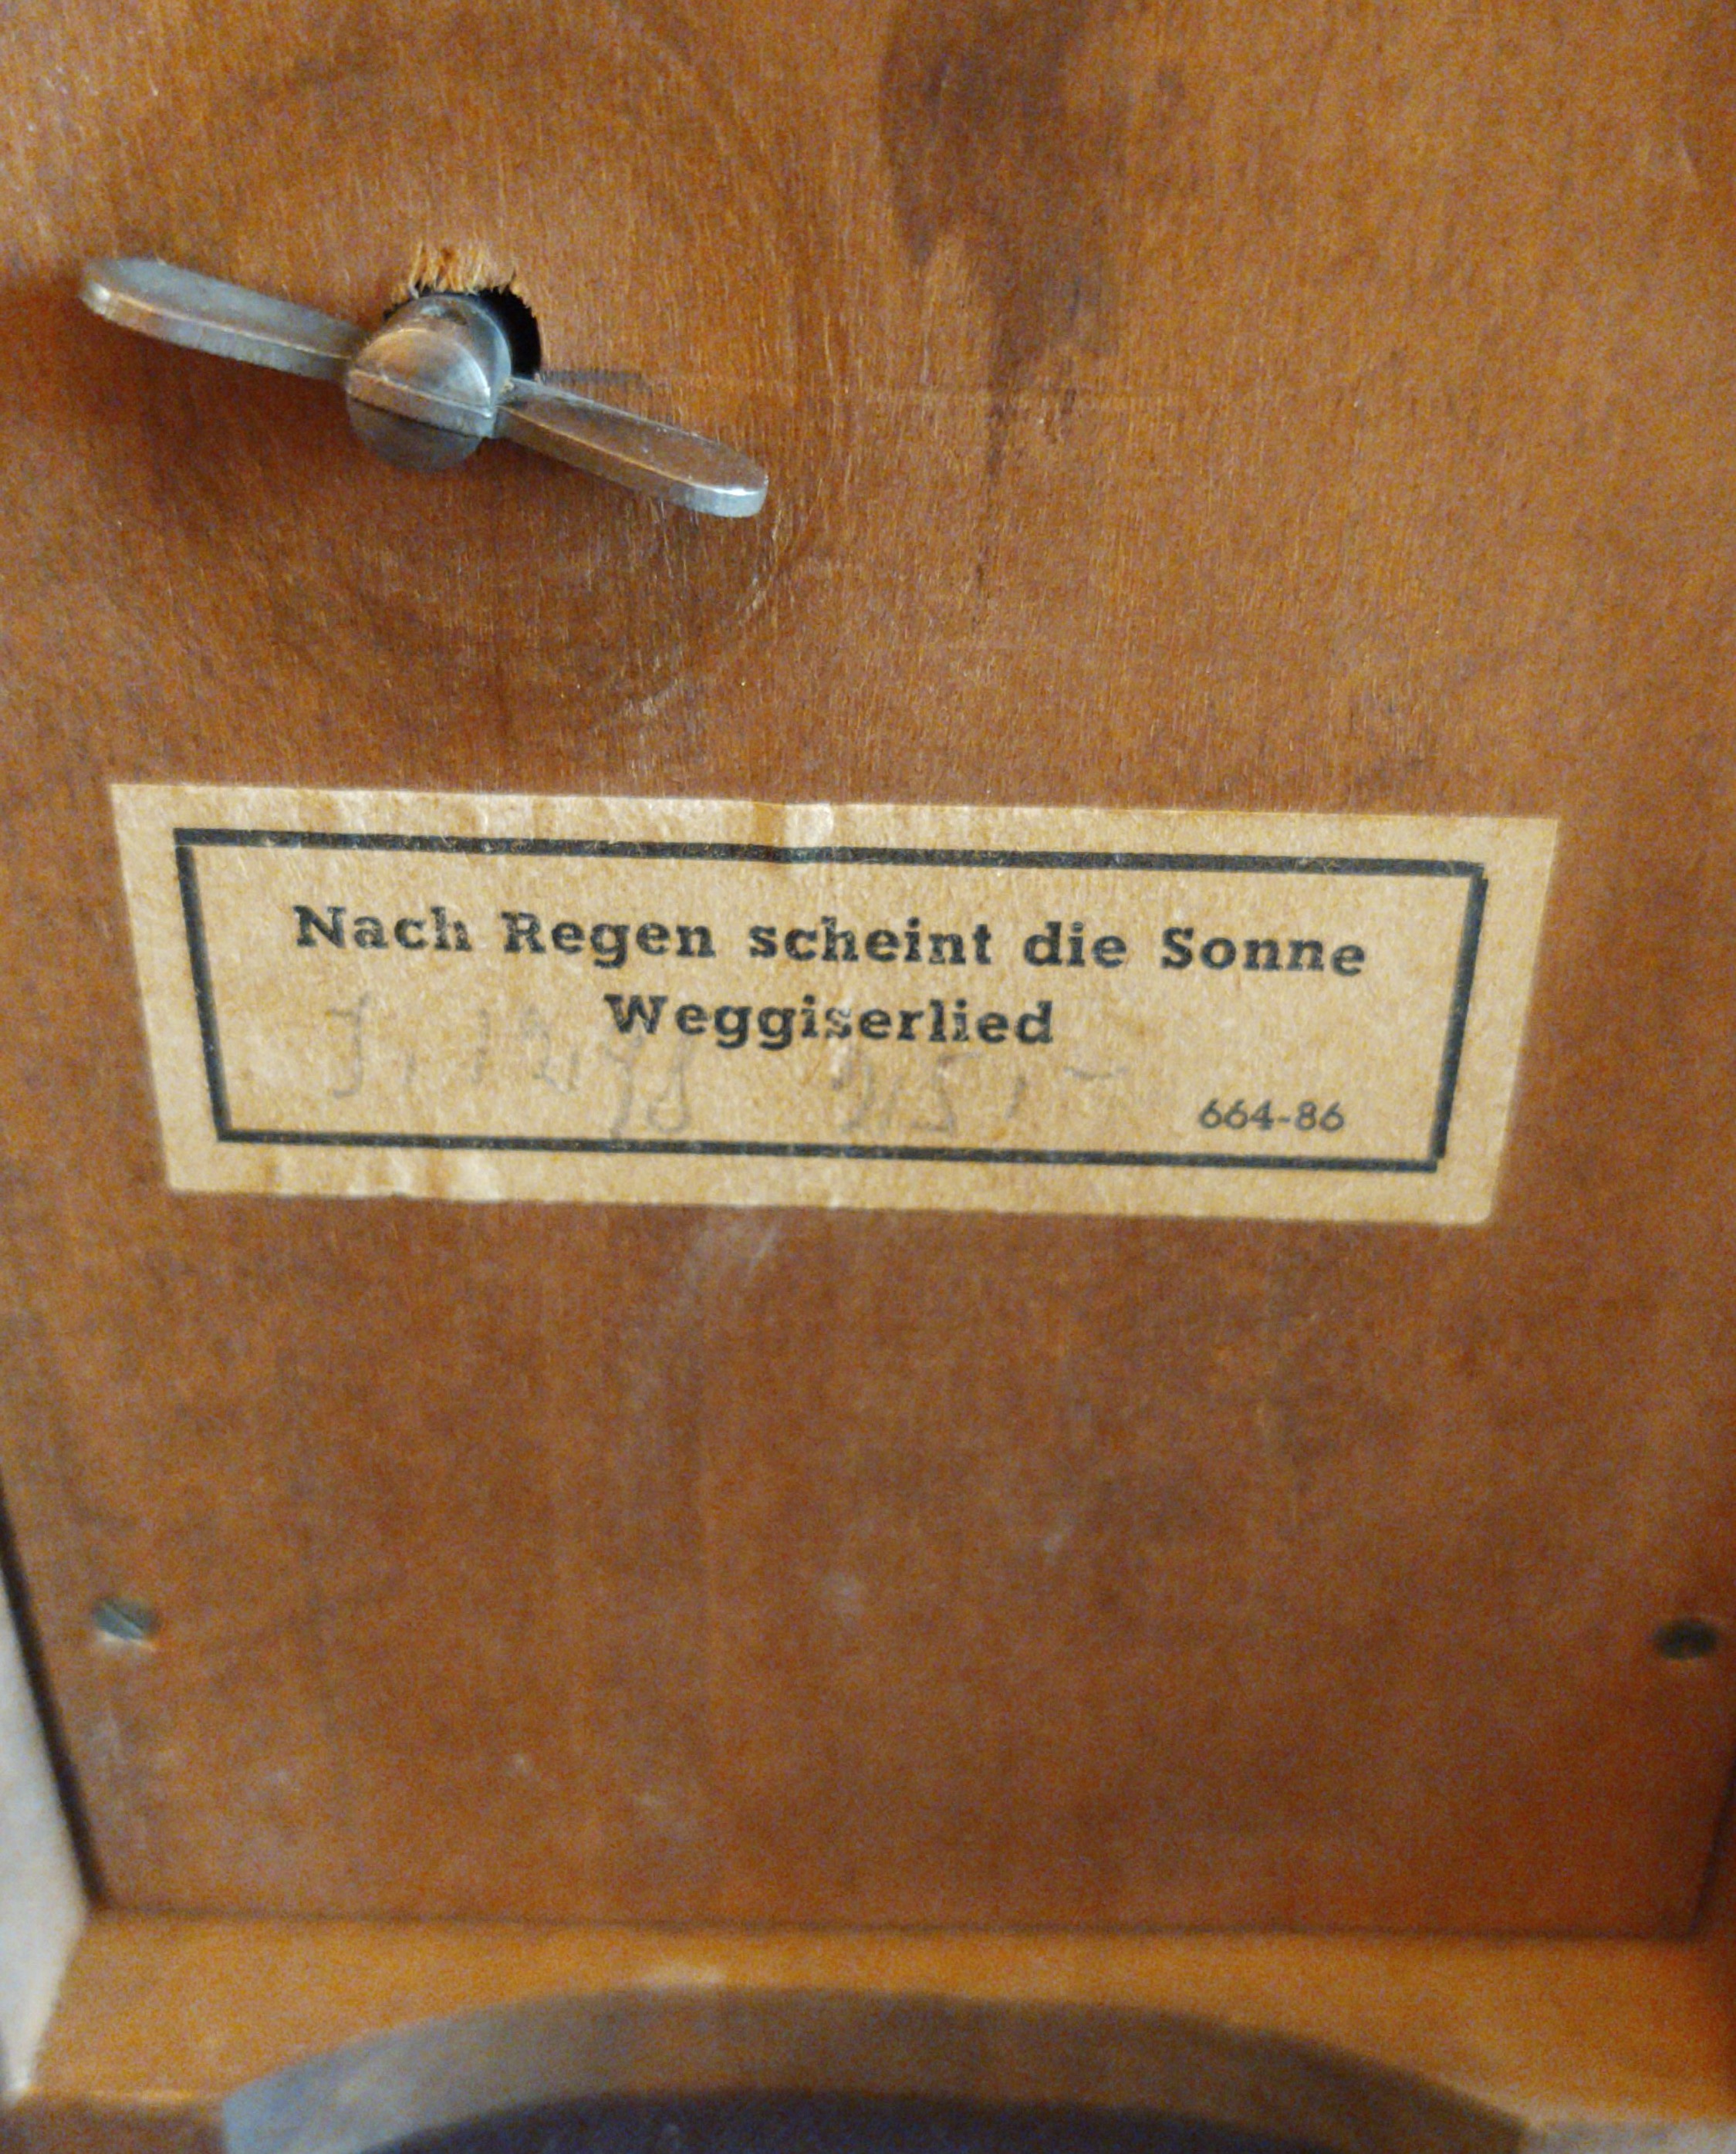 Nach Regen scheint die Sonne
Weggiserlied
664-86